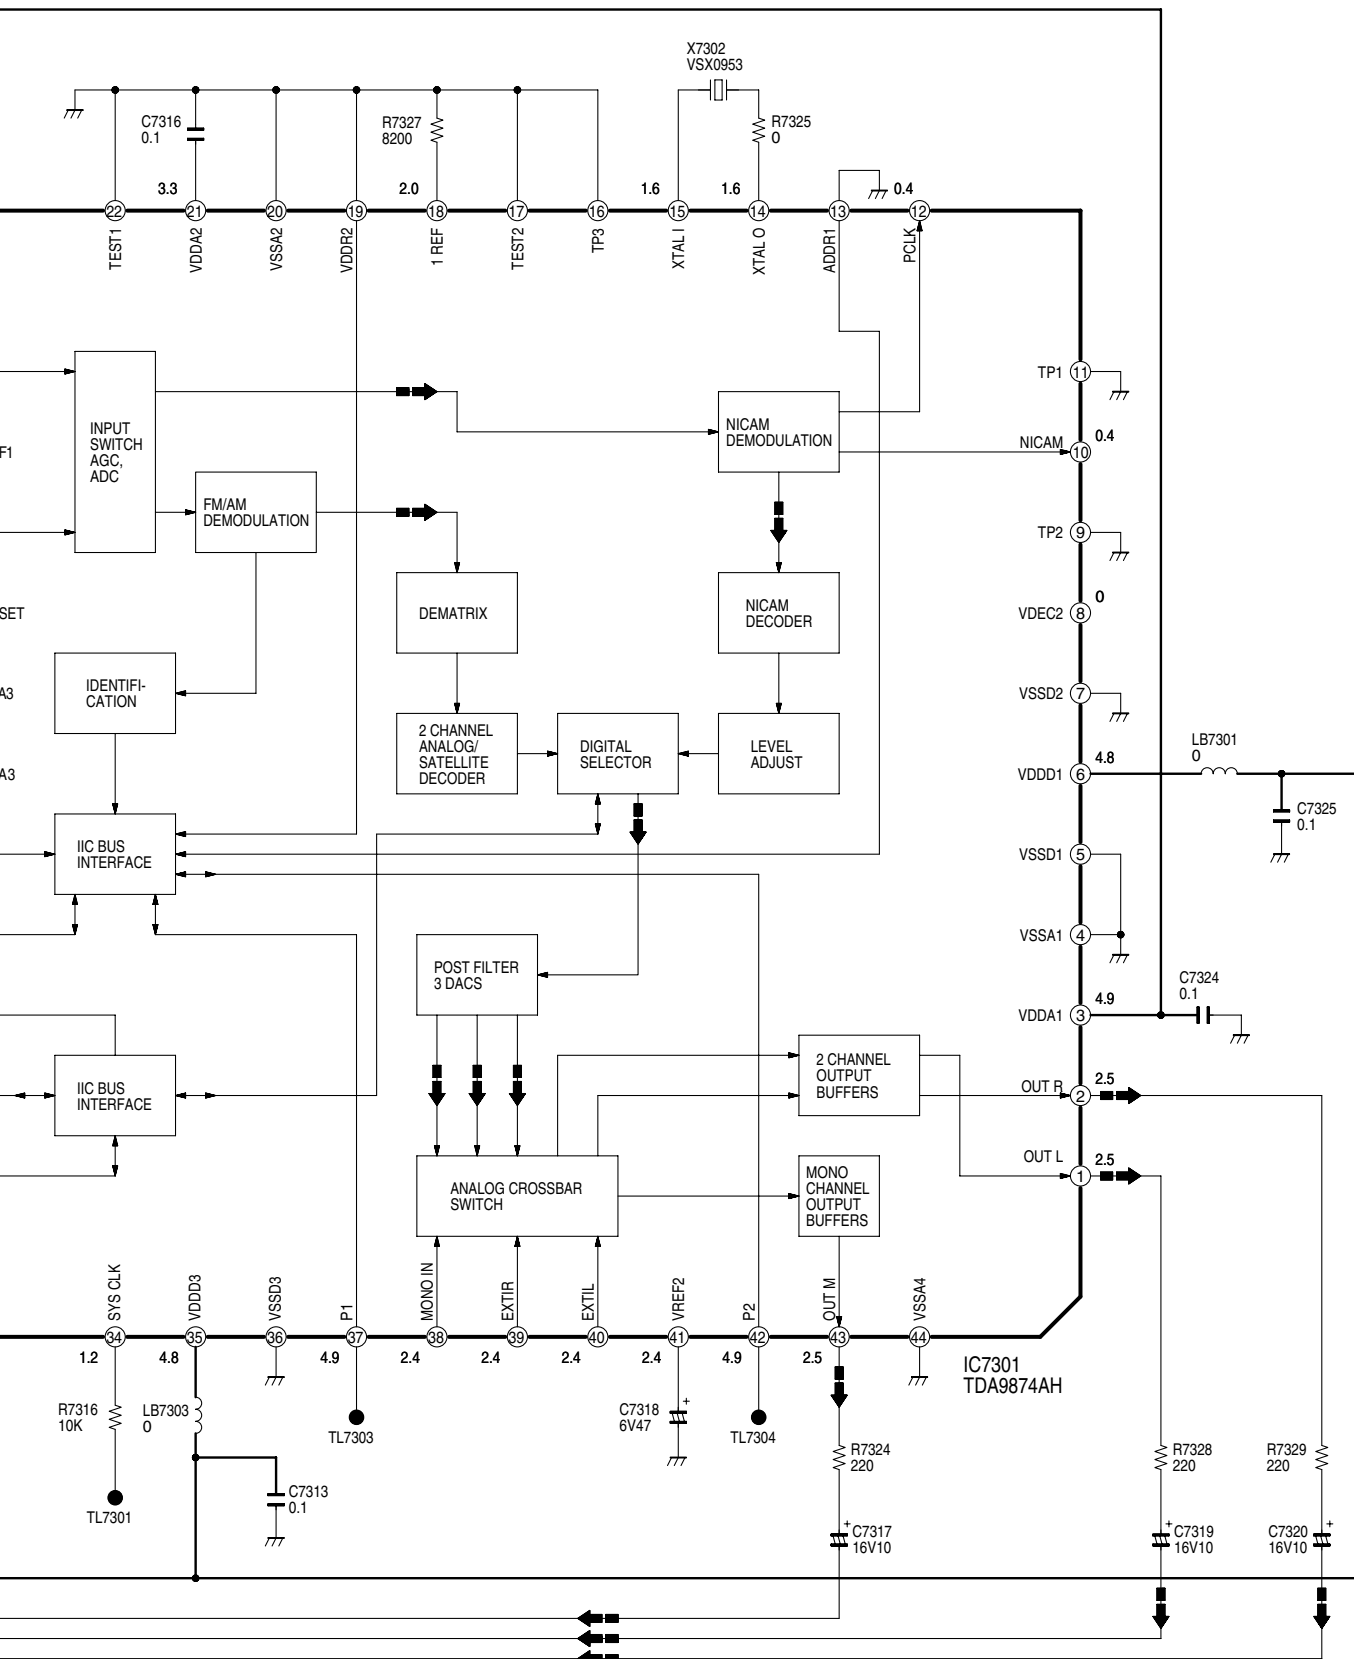 X7302
VSX0953
C7316
0.1
R7327
8200
R7325
0
3.3
2.0
1.6
1.6
0.4
22
21
20
19
18
17
16
15
14
13
12
TEST1
VDDA2
VSSA2
VDDR2
1 REF
TEST2
TP3
XTAL I
XTAL O
ADDR1
PCLK
TP1
11
INPUT
SWITCH
AGC,
ADC
NICAM
DEMODULATION
F1
NICAM
10
0.4
FM/AM
DEMODULATION
TP2
9
DEMATRIX
NICAM
DECODER
SET
VDEC2
8
0
IDENTIFI-
CATION
A3
VSSD2
7
2 CHANNEL
ANALOG/
SATELLITE
DECODER
DIGITAL
SELECTOR
LEVEL
ADJUST
A3
VDDD1
6
4.8
LB7301
0
C7325
0.1
IIC BUS
INTERFACE
VSSD1
5
VSSA1
4
POST FILTER
3 DACS
C7324
0.1
VDDA1
3
4.9
2 CHANNEL
OUTPUT
BUFFERS
IIC BUS
INTERFACE
OUT R
2
2.5
OUT L
1
2.5
ANALOG CROSSBAR
SWITCH
MONO
CHANNEL
OUTPUT
BUFFERS
SYS CLK
VDDD3
VSSD3
P1
MONO IN
EXTIR
EXTIL
VREF2
P2
OUT M
VSSA4
34
35
36
37
38
39
40
41
42
43
44
1.2
4.8
4.9
2.4
2.4
2.4
2.4
4.9
2.5
IC7301
TDA9874AH
R7316
10K
LB7303
0
TL7303
C7318
6V47
+
TL7304
R7324
220
R7328
220
R7329
220
C7313
0.1
TL7301
+
C7317
16V10
+
C7319
16V10
+
C7320
16V10